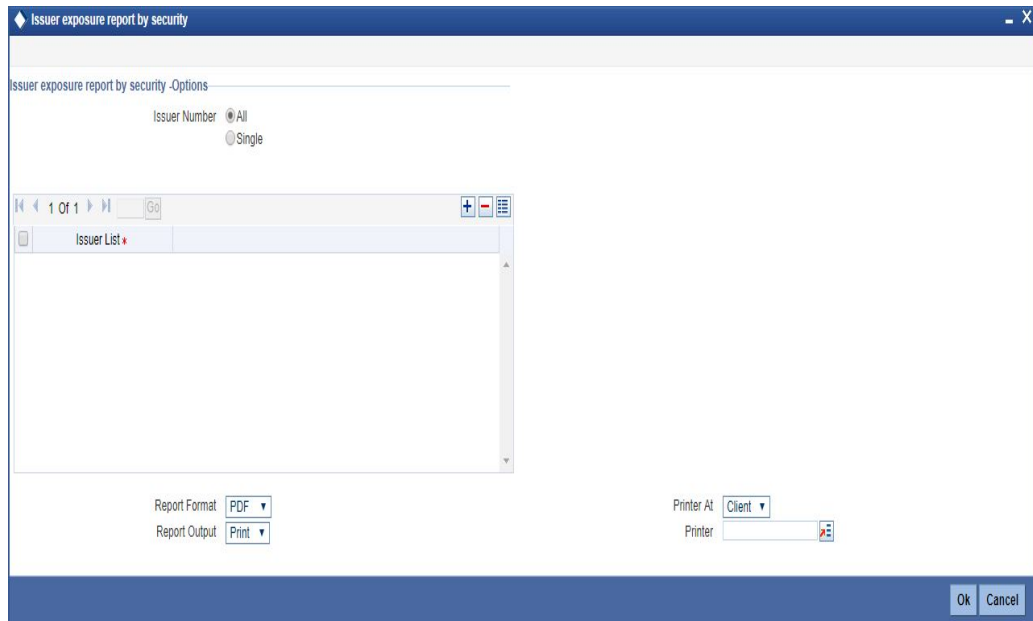 Issuer exposure report by security
Issuer exposure report by security -Options
Issuer Number All
Single
1 Of 1 Go
Issuer List *
Report Format PDF
Report Output Print
Printer At Client
Printer
Ok Cancel